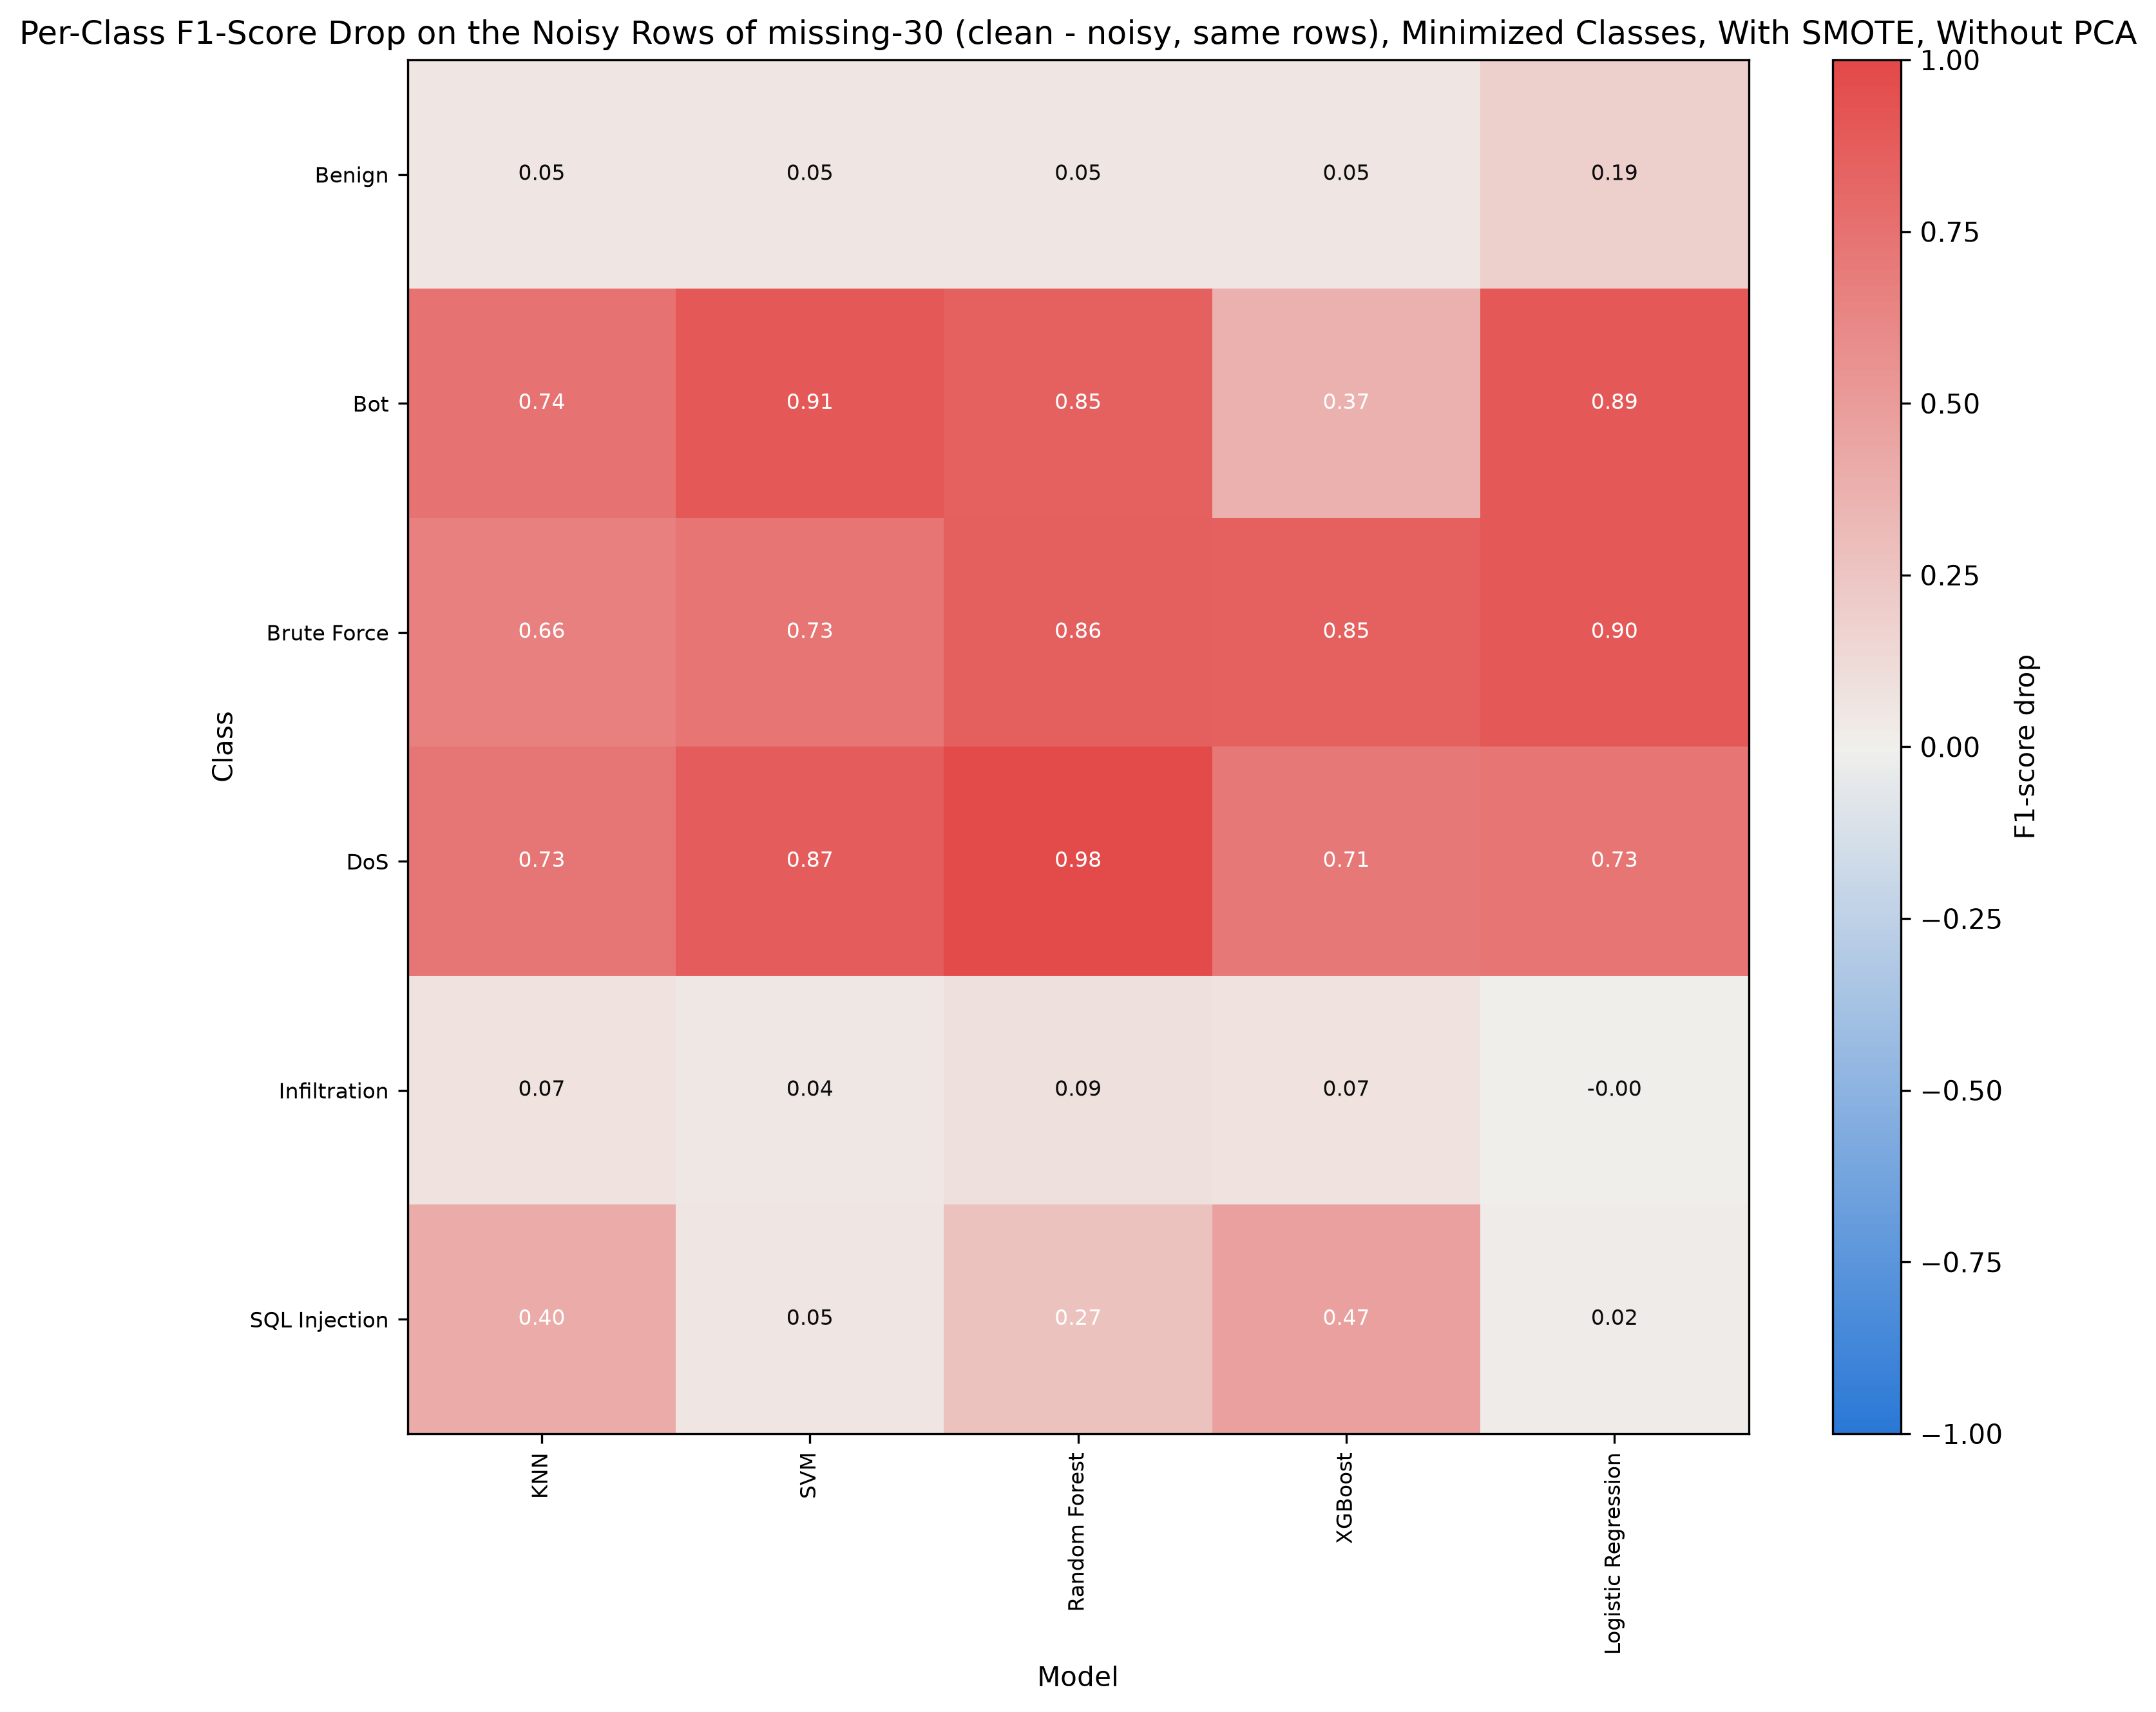 Per-Class F1-Score Drop on the Noisy Rows of missing-30 (clean - noisy, same rows), Minimized Classes, With SMOTE, Without PCA
Benign 0.05 0.05 0.05 0.05 0.19
Bot 0.74 0.91 0.85 0.37 0.89
Brute Force 0.66 0.73 0.86 0.85 0.90
DoS 0.73 0.87 0.98 0.71 0.73
Infiltration 0.07 0.04 0.09 0.07 -0.00
SQL Injection 0.40 0.05 0.27 0.47 0.02
Class
KNN
SVM
Random Forest
XGBoost
Logistic Regression
Model
1.00
0.75
0.50
0.25
0.00
−0.25
−0.50
−0.75
−1.00
F1-score drop